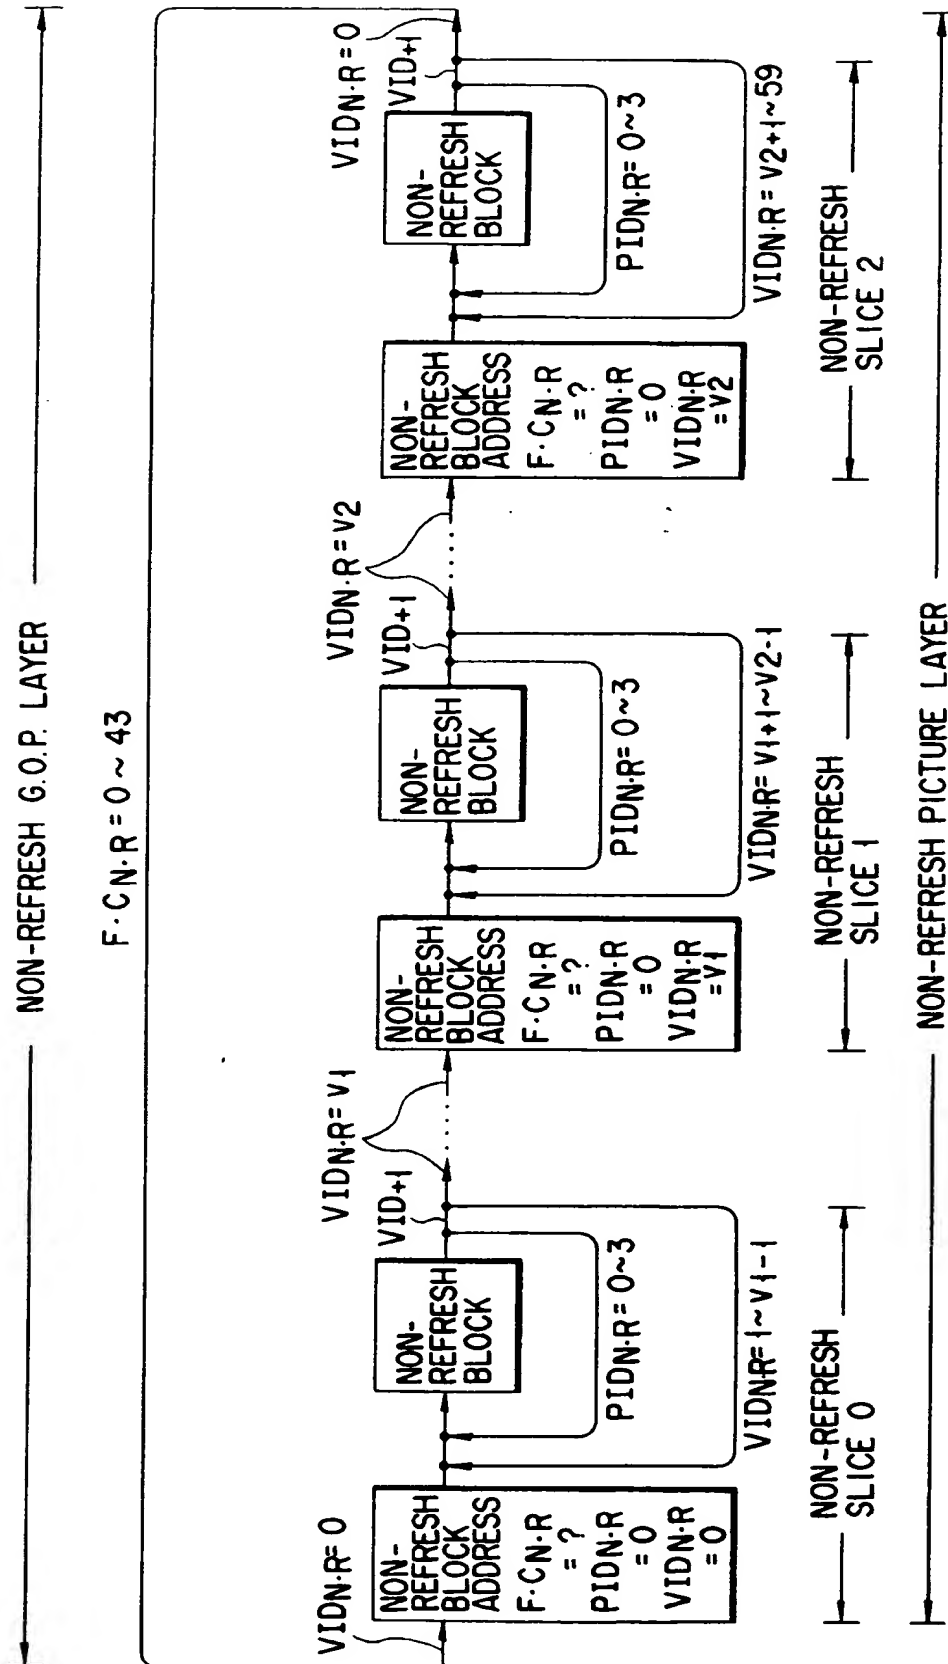 NON-REFRESH G.O.P. LAYER
F·CN·R = 0 ~ 43
VIDN·R = 0
NON-
REFRESH
BLOCK
ADDRESS
F·CN·R
= ?
PIDN·R
= 0
VIDN·R
= 0
NON-
REFRESH
BLOCK
VID+1
PIDN·R = 0~3
VIDN·R = 1~V1-1
NON-REFRESH
SLICE 0
VIDN·R = V1
NON-
REFRESH
BLOCK
ADDRESS
F·CN·R
= ?
PIDN·R
= 0
VIDN·R
= V1
NON-
REFRESH
BLOCK
VID+1
PIDN·R = 0~3
VIDN·R = V1+1~V2-1
NON-REFRESH
SLICE 1
VIDN·R = V2
NON-
REFRESH
BLOCK
ADDRESS
F·CN·R
= ?
PIDN·R
= 0
VIDN·R
= V2
NON-
REFRESH
BLOCK
VID+1
VIDN·R = 0
PIDN·R = 0~3
VIDN·R = V2+1~59
NON-REFRESH
SLICE 2
NON-REFRESH PICTURE LAYER